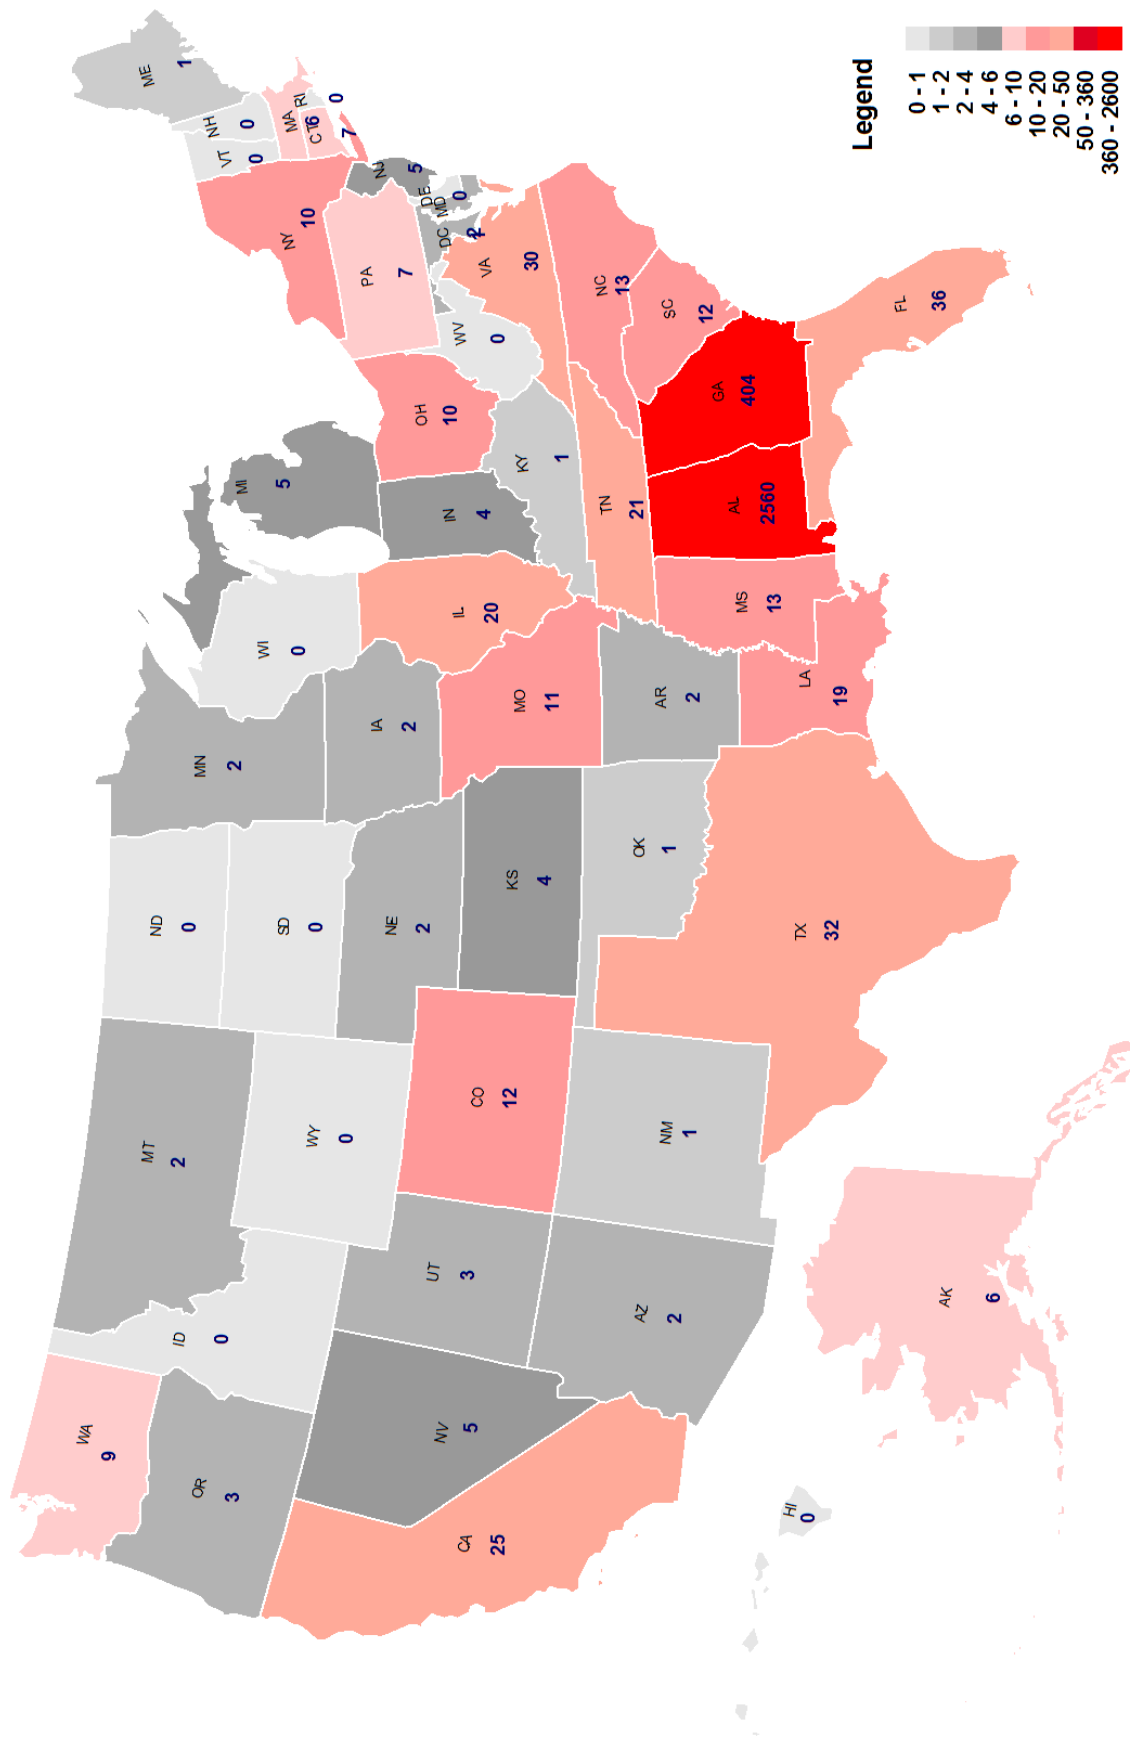 WA
9
OR
3
CA
25
NV
5
ID
0
MT
2
WY
0
UT
3
AZ
2
CO
12
NM
1
ND
0
SD
0
NE
2
KS
4
OK
1
TX
32
MN
2
IA
2
MO
11
AR
2
LA
19
WI
0
IL
20
MS
13
MI
5
IN
4
KY
1
TN
21
AL
2560
OH
10
GA
404
FL
36
WV
0
VA
30
NC
13
SC
12
PA
7
NY
10
VT
0
NH
0
ME
1
MA
CT
6
RI
0
7
NJ
5
DE
0
MD
DC
2
AK
6
HI
0
Legend
0 - 1
1 - 2
2 - 4
4 - 6
6 - 10
10 - 20
20 - 50
50 - 360
360 - 2600